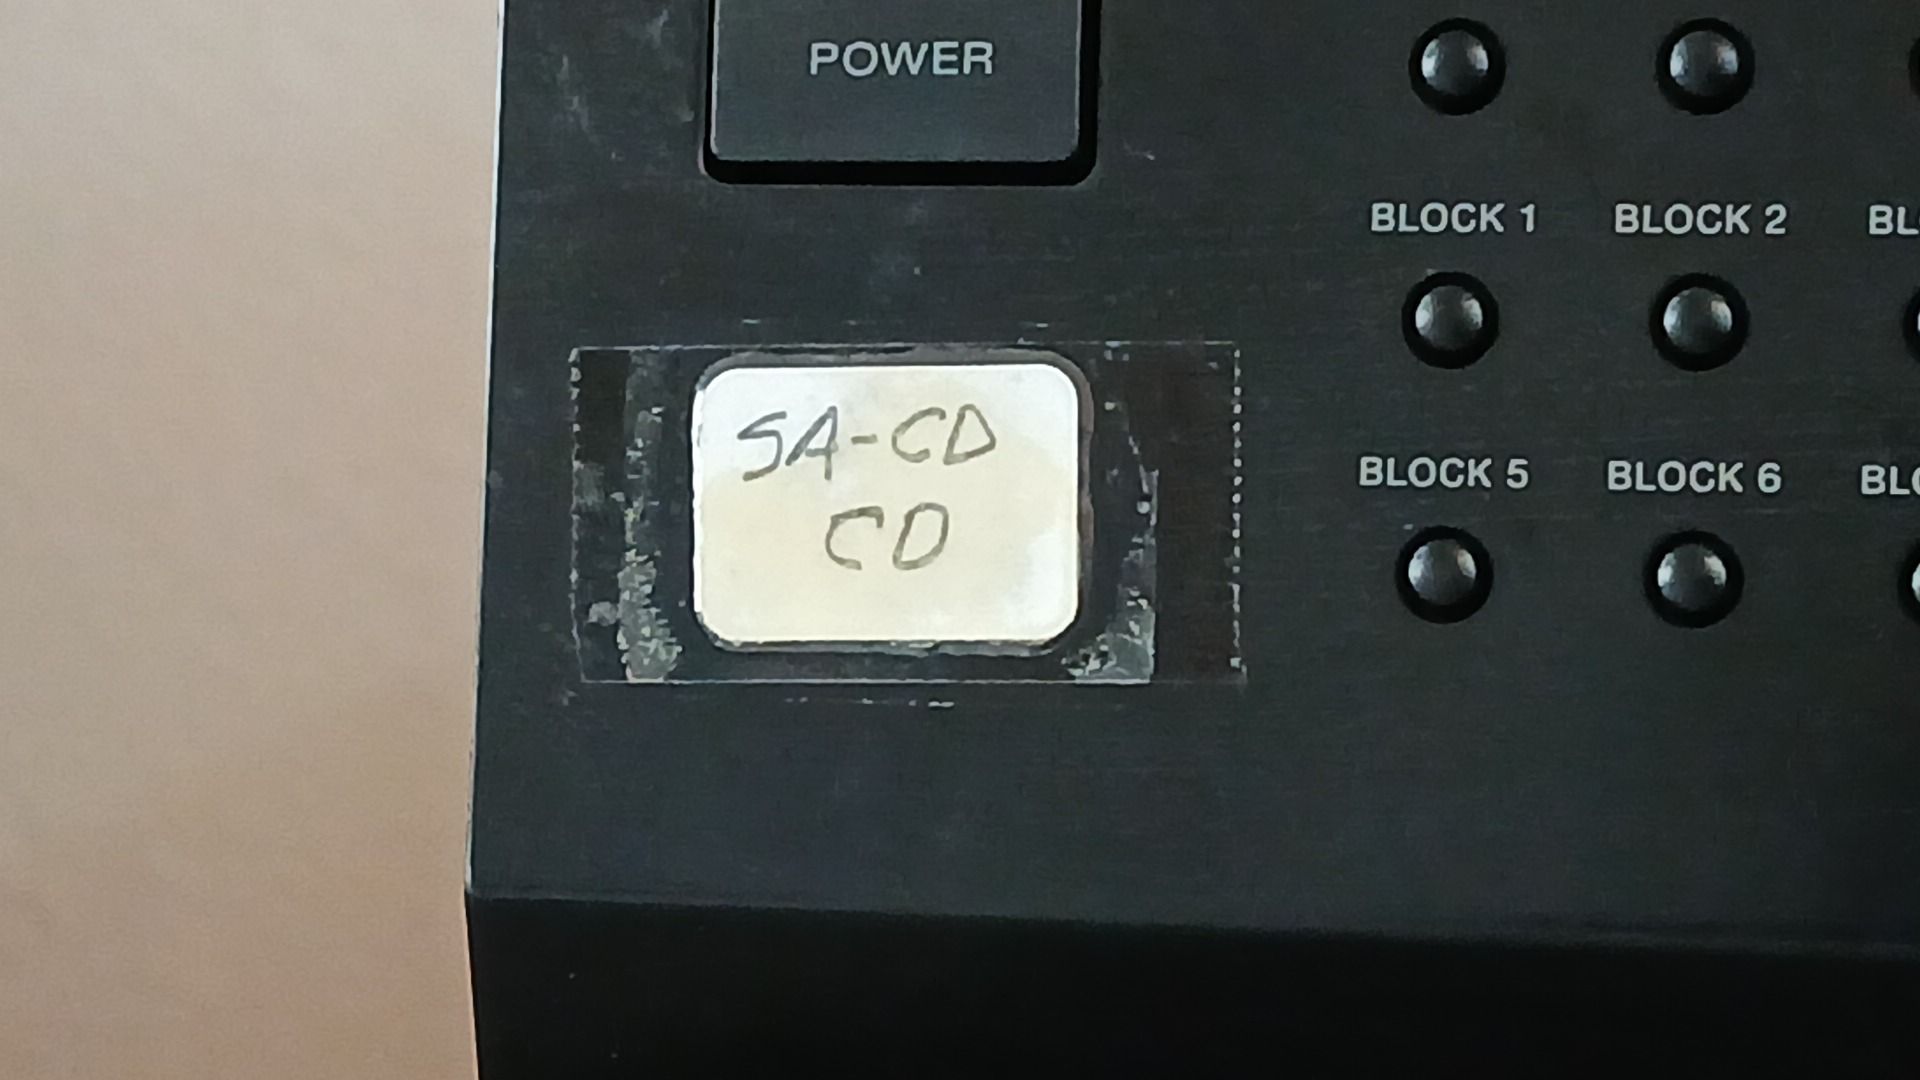 POWER
BLOCK 1 BLOCK 2
SA-CD
CD
BLOCK 5 BLOCK 6